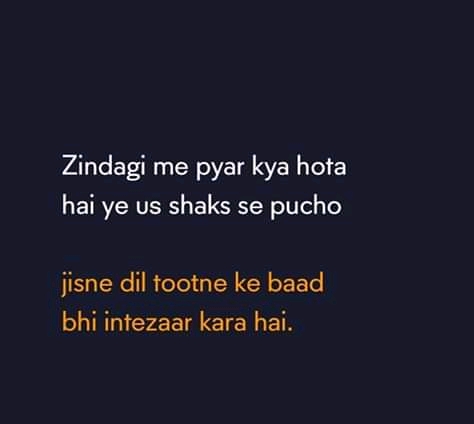 Zindagi me pyar kya hota
hai ye us shaks se pucho
jisne dil tootne ke baad
bhi intezaar kara hai.